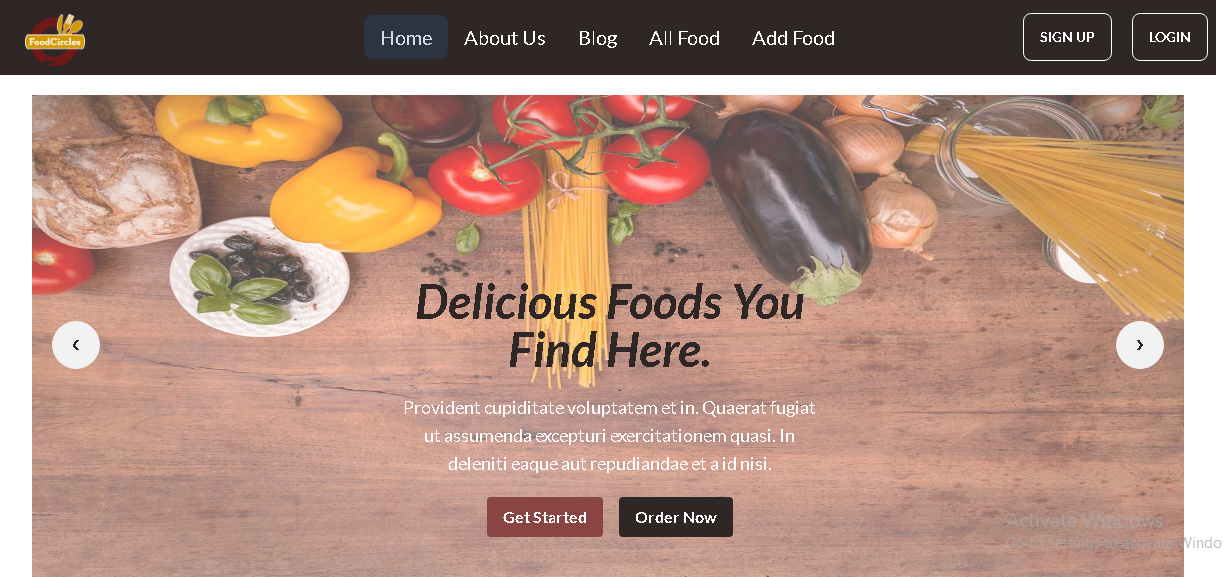 FoodCircles
Home
About Us
Blog
All Food
Add Food
SIGN UP
LOGIN
Delicious Foods You
Find Here.
Provident cupiditate voluptatem et in. Quaerat fugiat
ut assumenda excepturi exercitationem quasi. In
deleniti eaque aut repudiandae et a id nisi.
Get Started
Order Now
Activate Windows
Go to Settings to activate Windo